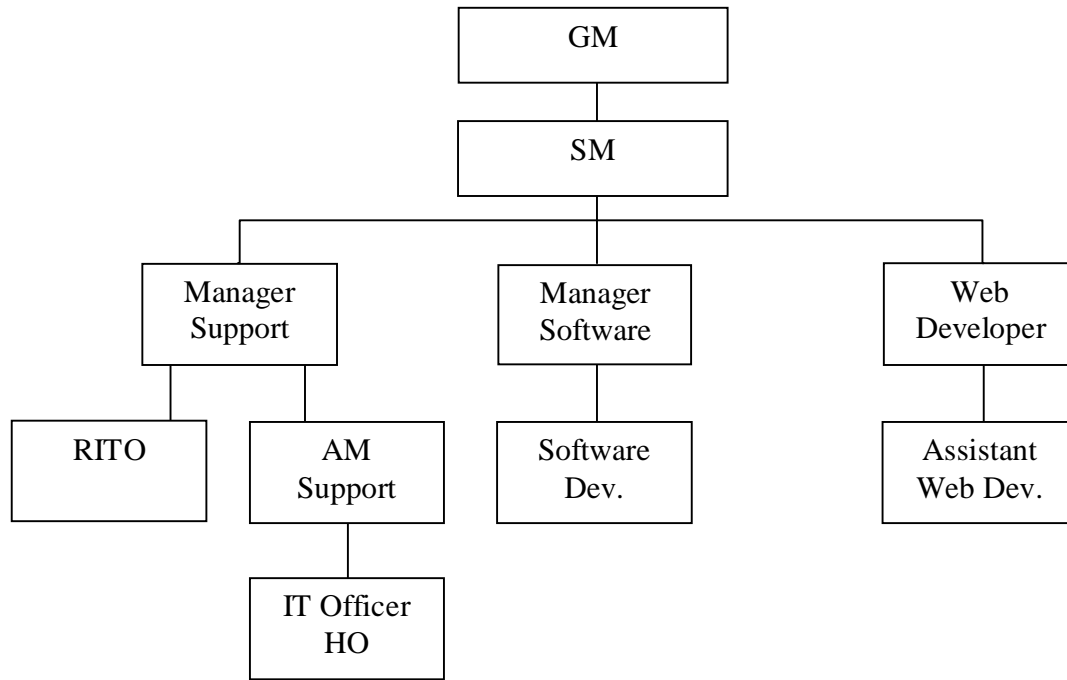 GM
SM
Manager
Support
Manager
Software
Web
Developer
RITO
AM
Support
Software
Dev.
Assistant
Web Dev.
IT Officer
HO